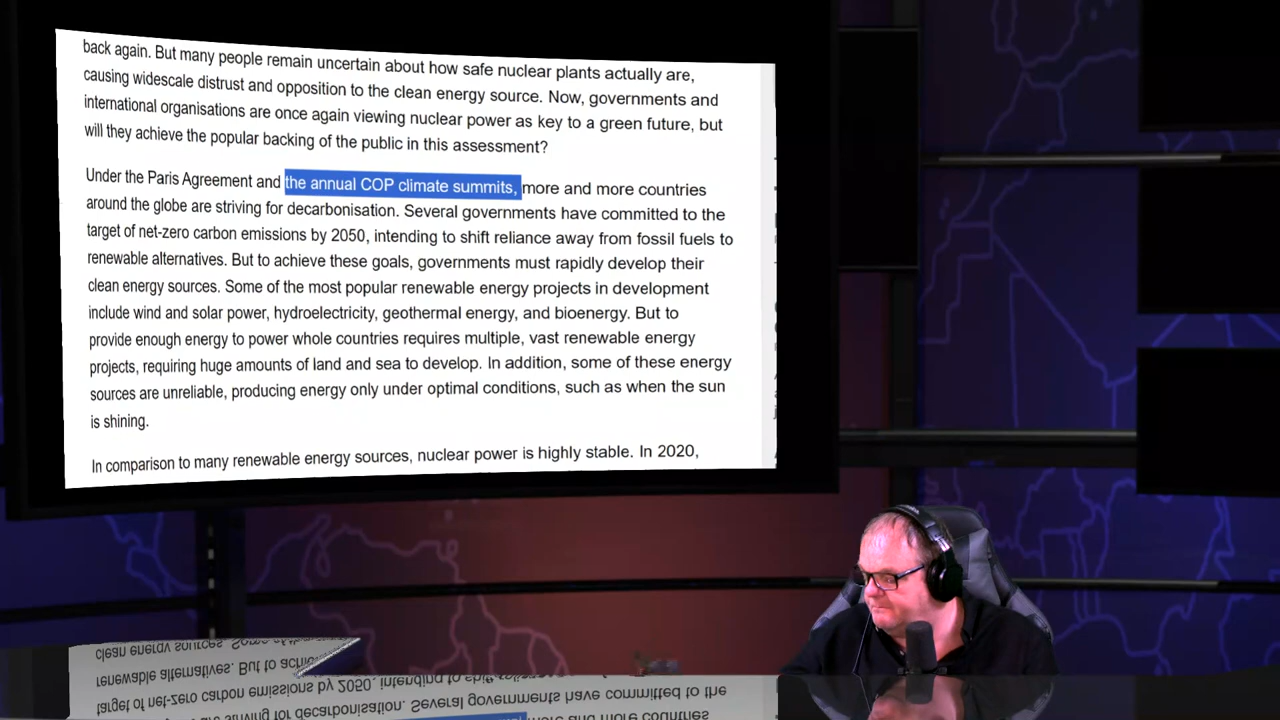 back again. But many people remain uncertain about how safe nuclear plants actually are,
causing widescale distrust and opposition to the clean energy source. Now, governments and
international organisations are once again viewing nuclear power as key to a green future, but
will they achieve the popular backing of the public in this assessment?
Under the Paris Agreement and the annual COP climate summits, more and more countries
around the globe are striving for decarbonisation. Several governments have committed to the
target of net-zero carbon emissions by 2050, intending to shift reliance away from fossil fuels to
renewable alternatives. But to achieve these goals, governments must rapidly develop their
clean energy sources. Some of the most popular renewable energy projects in development
include wind and solar power, hydroelectricity, geothermal energy, and bioenergy. But to
provide enough energy to power whole countries requires multiple, vast renewable energy
projects, requiring huge amounts of land and sea to develop. In addition, some of these energy
sources are unreliable, producing energy only under optimal conditions, such as when the sun
is shining.
In comparison to many renewable energy sources, nuclear power is highly stable. In 2020,